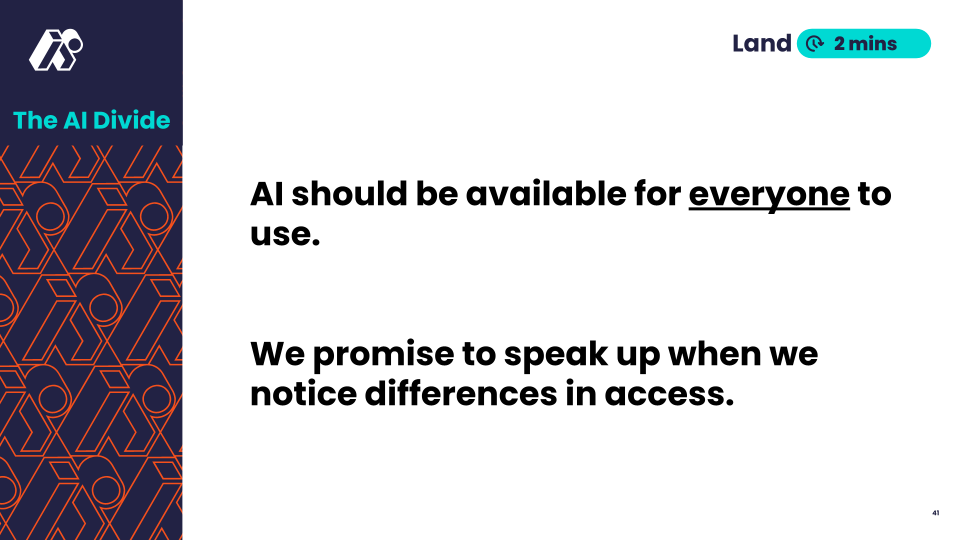 The AI Divide
Land
2 mins
AI should be available for everyone to
use.
We promise to speak up when we
notice differences in access.
41